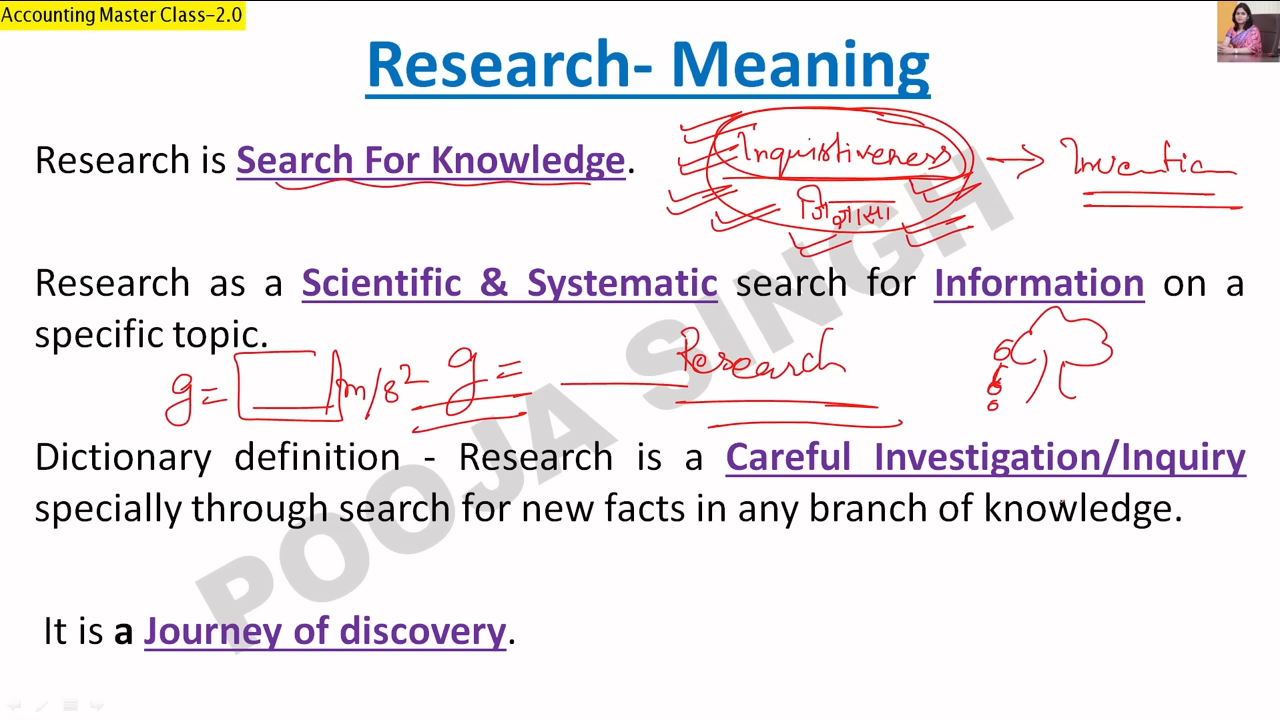 Accounting Master Class-2.0
Research- Meaning
Research is Search For Knowledge.
Inquisitiveness → Invention
जिज्ञासा
Research as a Scientific & Systematic search for Information on a
specific topic.
g = m/s² g = Research
Dictionary definition - Research is a Careful Investigation/Inquiry
specially through search for new facts in any branch of knowledge.
It is a Journey of discovery.
POOJA SINGH